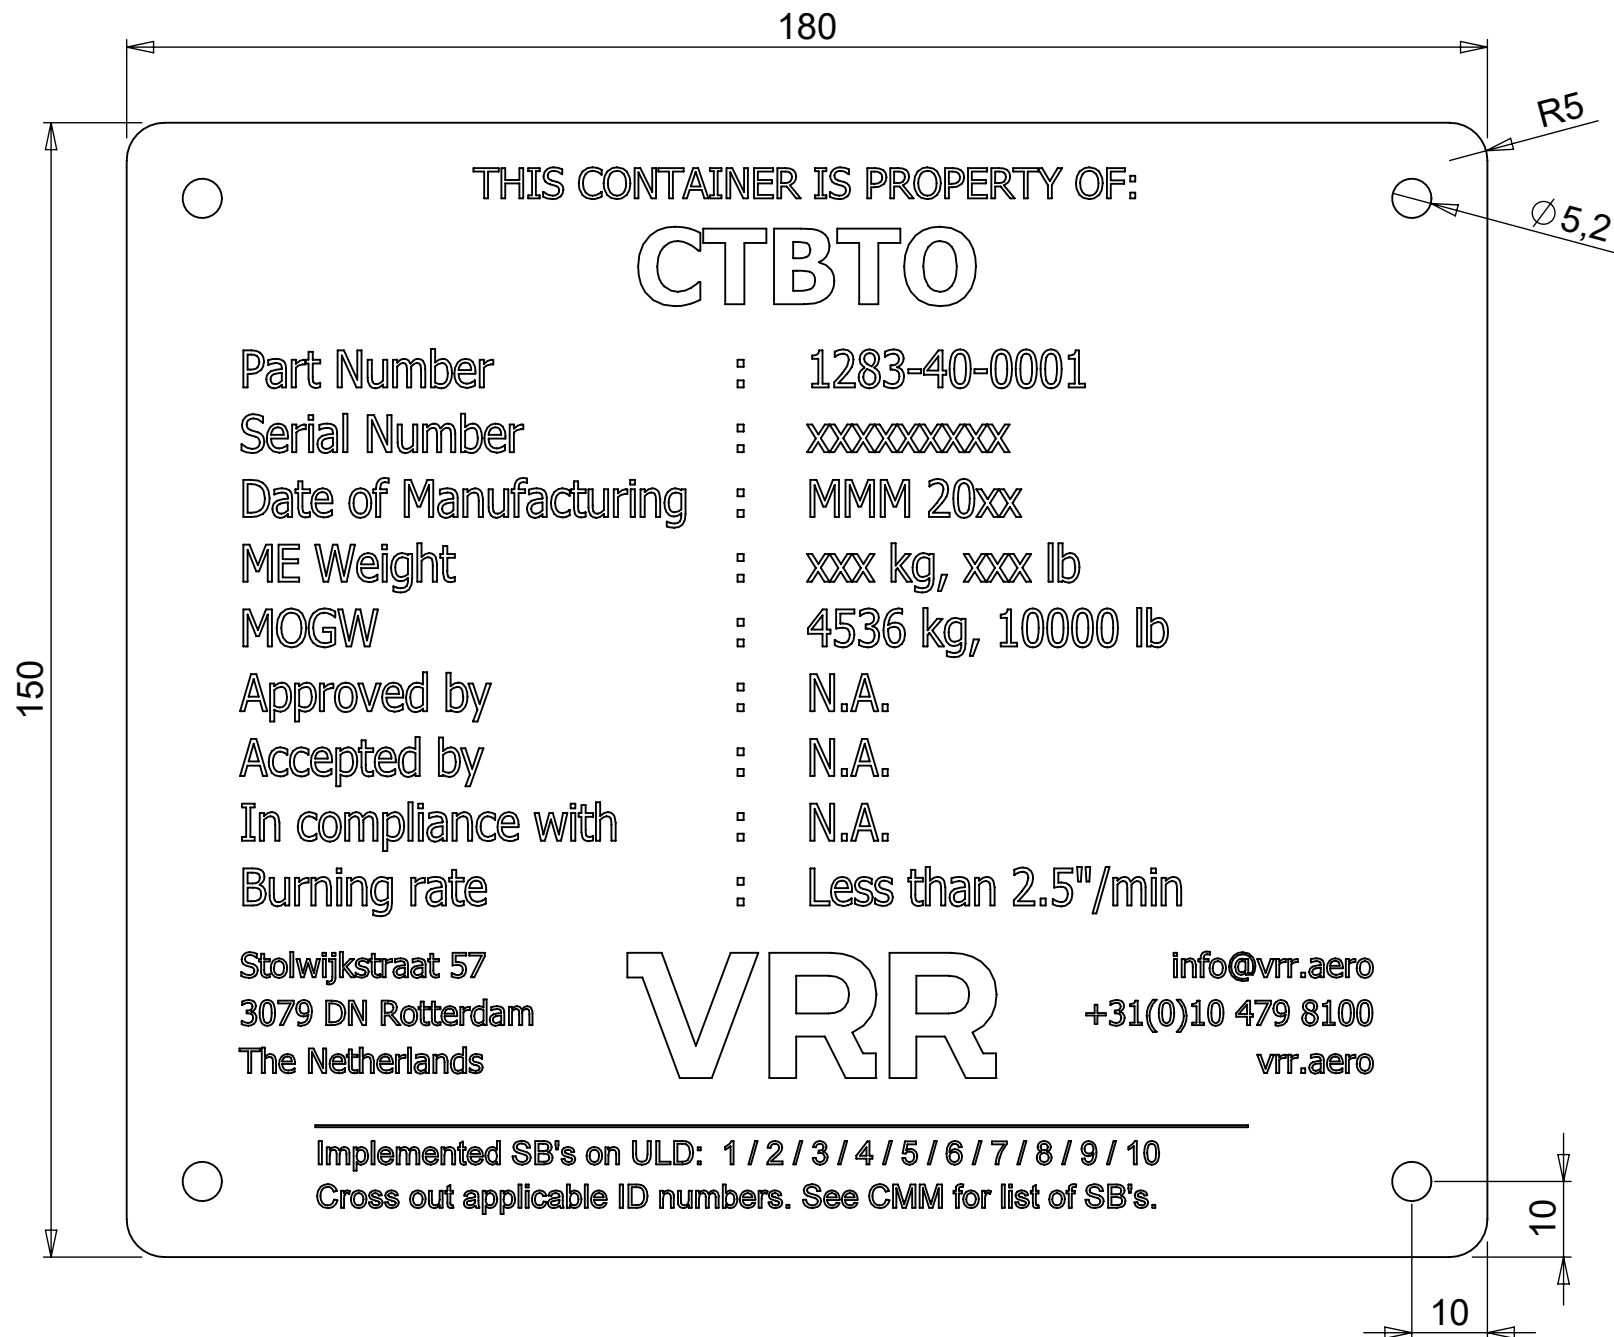 180
R5
Ø5,2
THIS CONTAINER IS PROPERTY OF:
CTBTO
Part Number : 1283-40-0001
Serial Number : xxxxxxxxx
Date of Manufacturing : MMM 20xx
ME Weight : xxx kg, xxx lb
MOGW : 4536 kg, 10000 lb
150
Approved by : N.A.
Accepted by : N.A.
In compliance with : N.A.
Burning rate : Less than 2.5"/min
Stolwijkstraat 57
3079 DN Rotterdam
The Netherlands
VRR
info@vrr.aero
+31(0)10 479 8100
vrr.aero
Implemented SB's on ULD: 1 / 2 / 3 / 4 / 5 / 6 / 7 / 8 / 9 / 10
Cross out applicable ID numbers. See CMM for list of SB's.
10
10